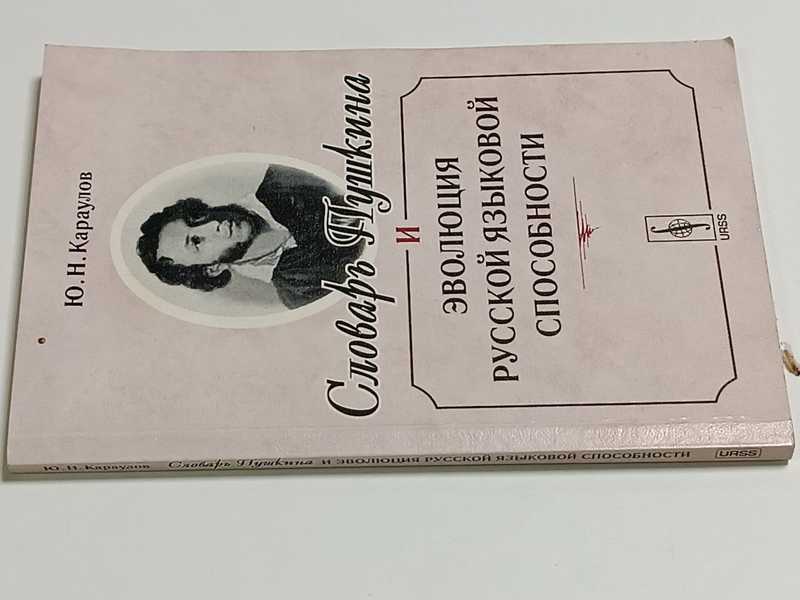 Ю. Н. Караулов
Словарь Пушкина
И
ЭВОЛЮЦИЯ
РУССКОЙ ЯЗЫКОВОЙ
СПОСОБНОСТИ
URSS
Ю. Н. Караулов Словарь Пушкина И ЭВОЛЮЦИЯ РУССКОЙ ЯЗЫКОВОЙ СПОСОБНОСТИ URSS